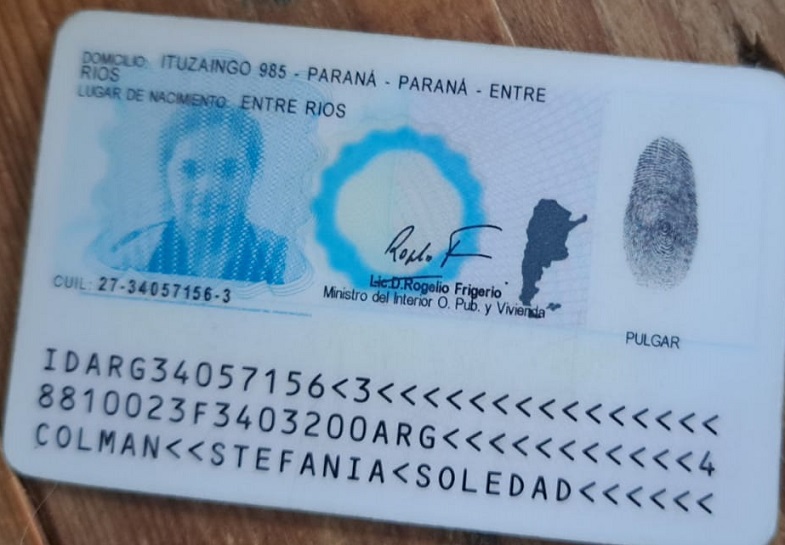 DOMICILIO: ITUZAINGO 985 - PARANÁ - PARANÁ - ENTRE
RIOS
LUGAR DE NACIMIENTO: ENTRE RIOS
CUIL: 27-34057156-3
Lic.D.Rogelio Frigerio
Ministro del Interior O. Pub. y Vivienda
PULGAR
IDARG34057156<3<<<<<<<<<<<<<<<
8810023F3403200ARG<<<<<<<<<<<4
COLMAN<<STEFANIA<SOLEDAD<<<<<<